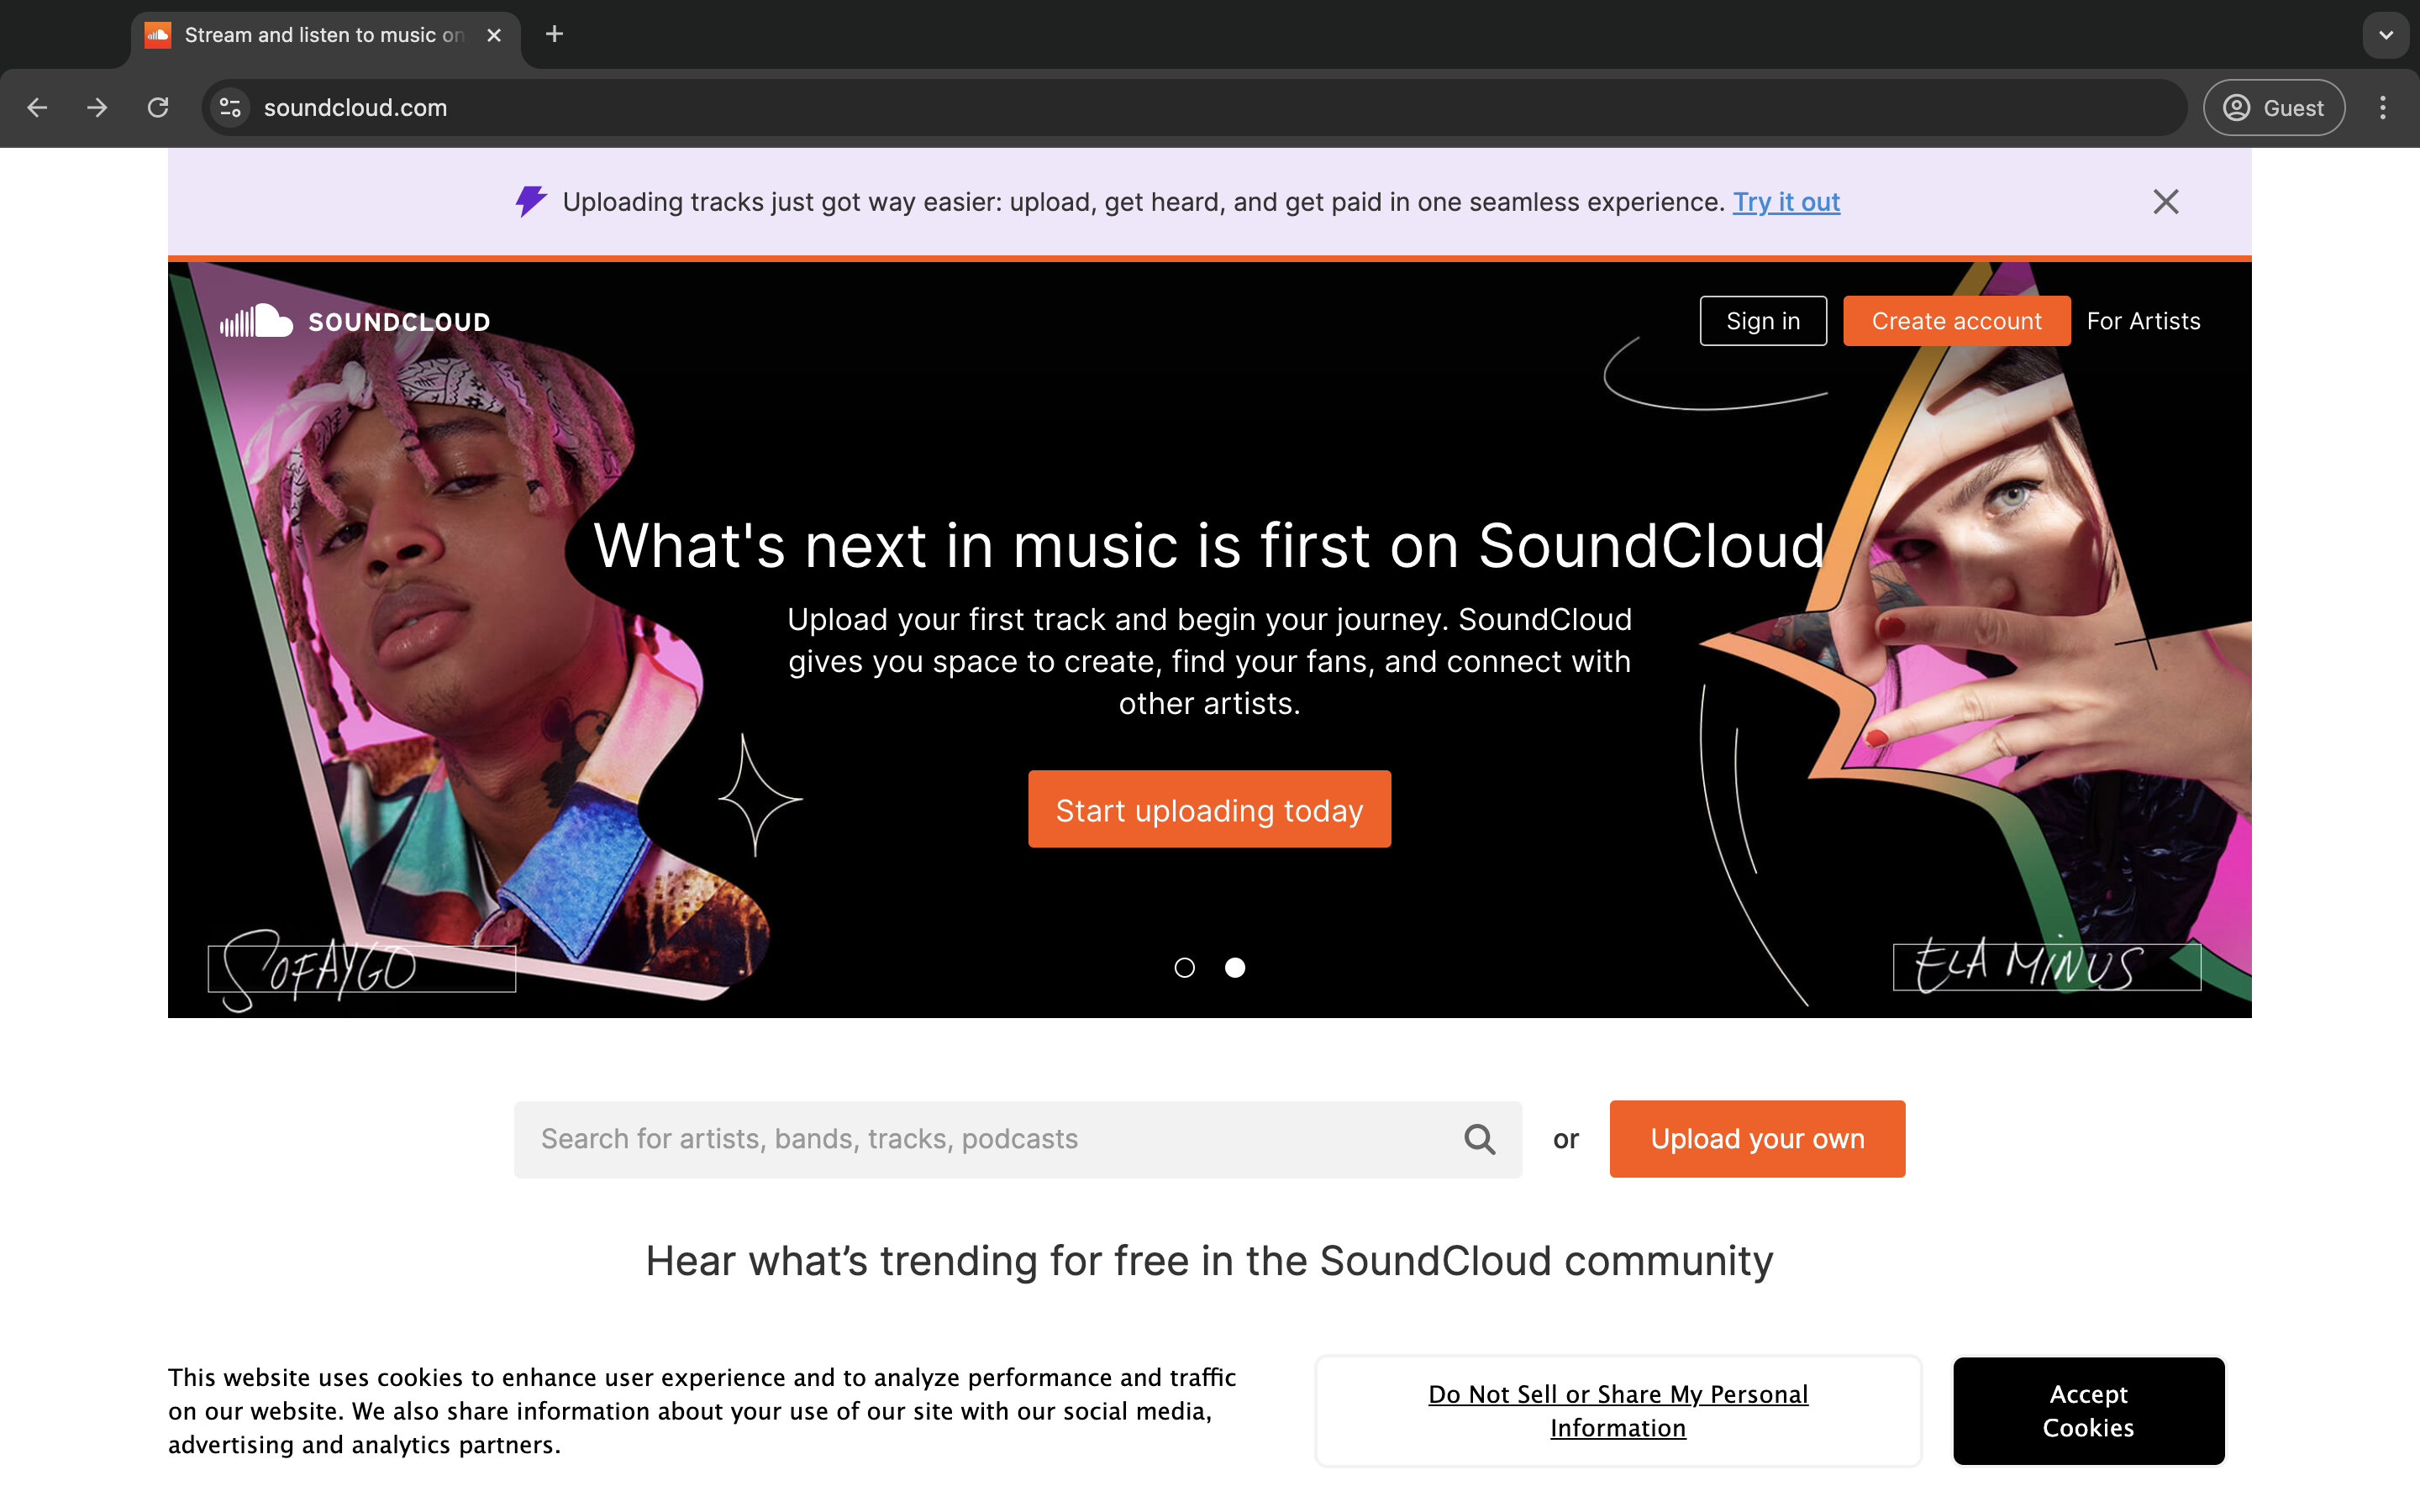 Stream and listen to music on
soundcloud.com
Guest
Uploading tracks just got way easier: upload, get heard, and get paid in one seamless experience. Try it out
SOUNDCLOUD
Sign in
Create account
For Artists
What's next in music is first on SoundCloud
Upload your first track and begin your journey. SoundCloud
gives you space to create, find your fans, and connect with
other artists.
Start uploading today
SOFAYGO
ELA MINUS
Search for artists, bands, tracks, podcasts
or
Upload your own
Hear what’s trending for free in the SoundCloud community
This website uses cookies to enhance user experience and to analyze performance and traffic
on our website. We also share information about your use of our site with our social media,
advertising and analytics partners.
Do Not Sell or Share My Personal
Information
Accept
Cookies